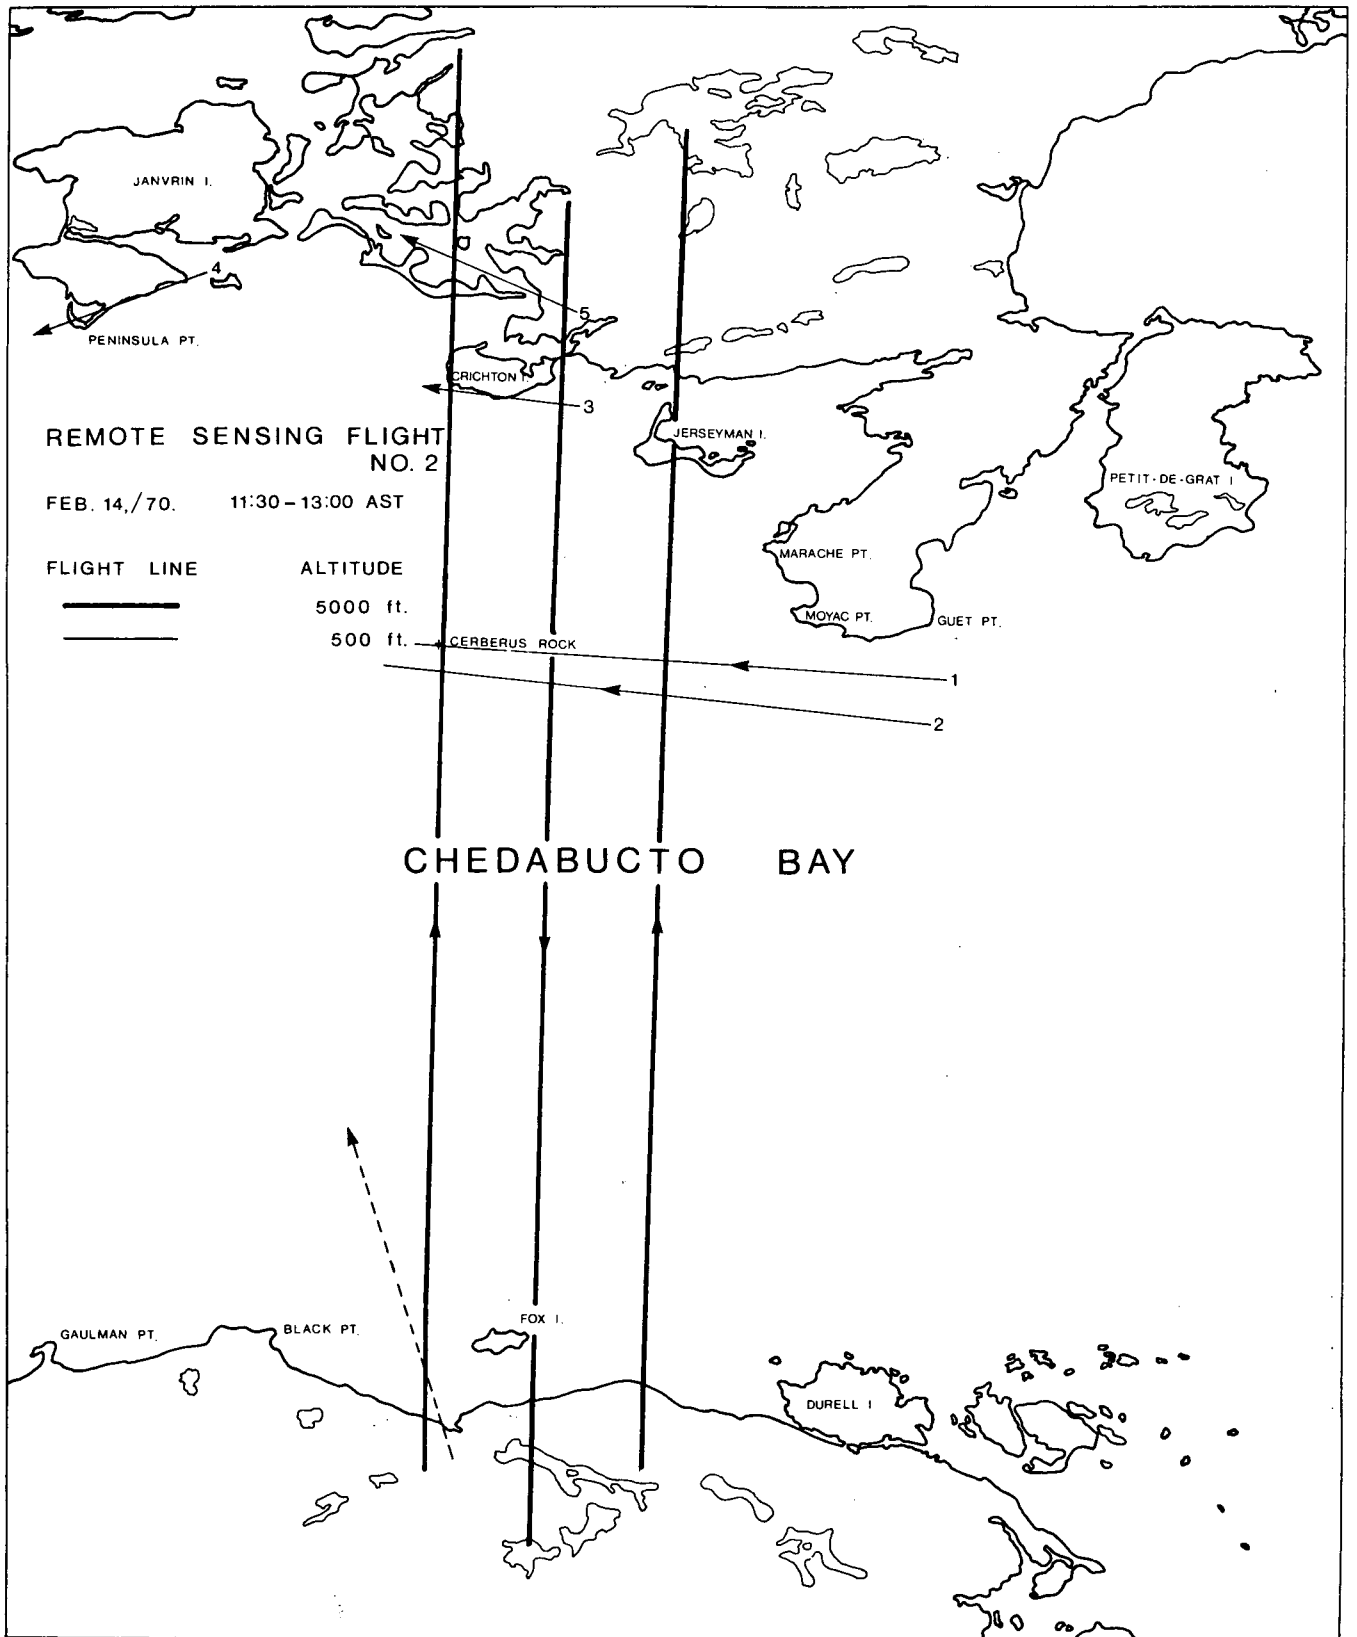 JANVRIN I.
4
PENINSULA PT.
5
CRICHTON I.
3
JERSEYMAN I.
REMOTE SENSING FLIGHT
NO. 2
FEB. 14,/70. 11:30-13:00 AST
FLIGHT LINE ALTITUDE
5000 ft.
500 ft.
PETIT-DE-GRAT I
MARACHE PT.
MOYAC PT.
GUET PT.
CERBERUS ROCK
1
2
CHEDABUCTO BAY
GAULMAN PT.
BLACK PT.
FOX I.
DURELL I